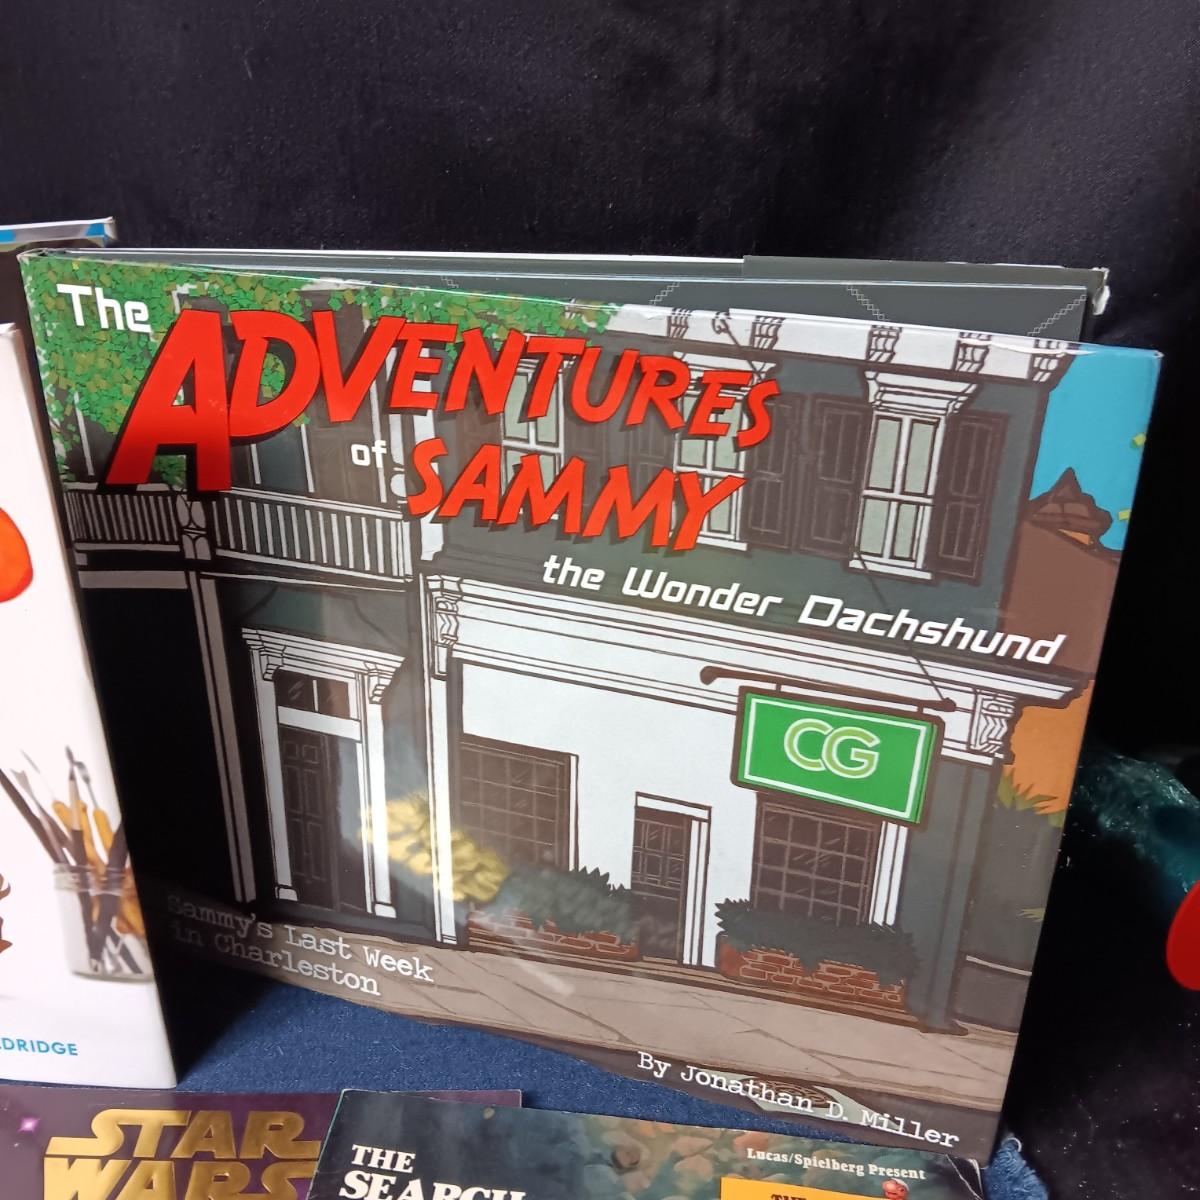 The
ADVENTURES
of SAMMY
the Wonder Dachshund
CG
Sammy's Last Week
in Charleston
By Jonathan D. Miller
STAR
WARS
THE
SEARCH
Lucas/Spielberg Present
THE